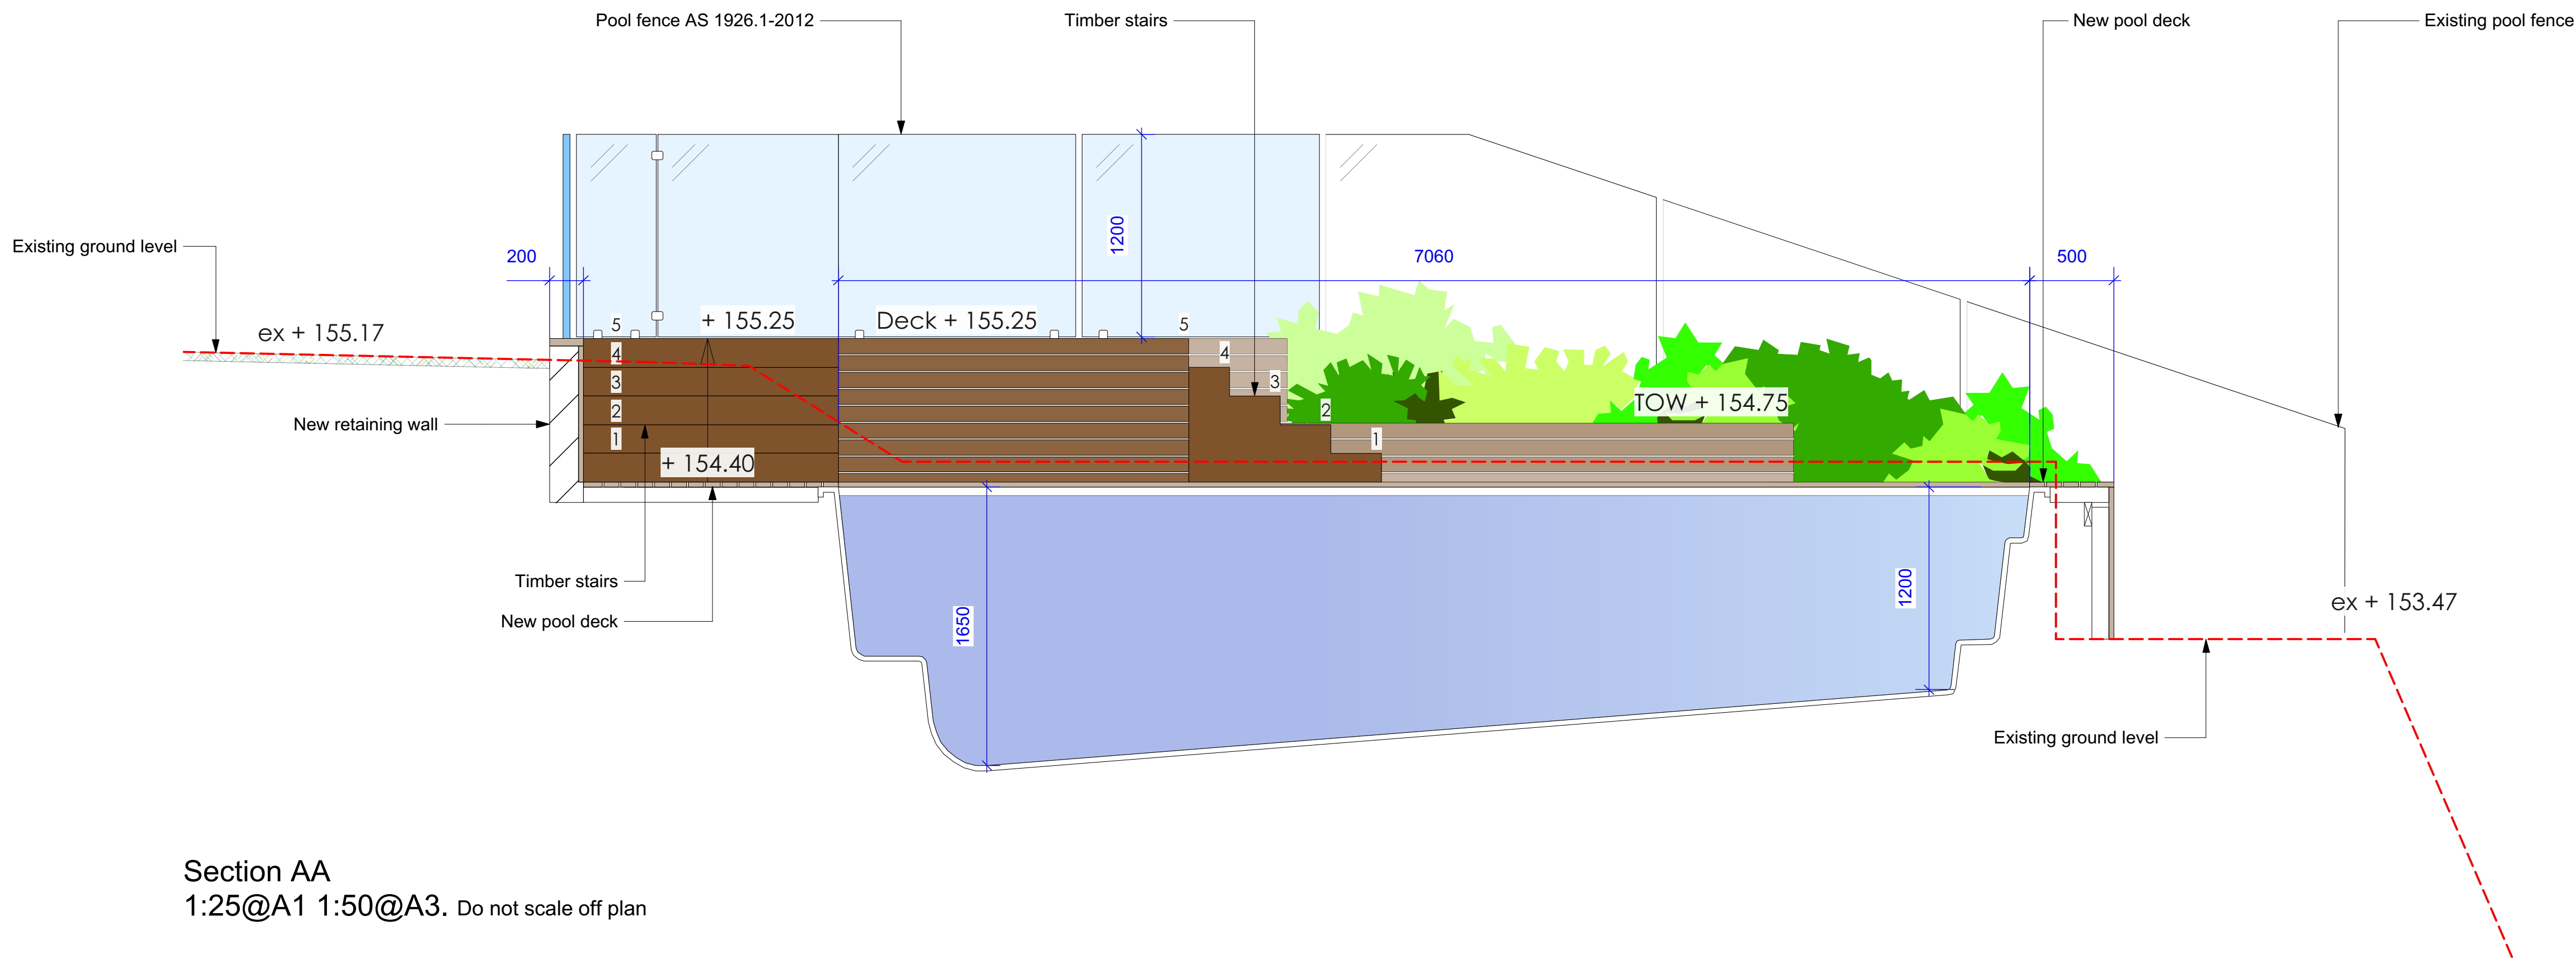 Pool fence AS 1926.1-2012
Timber stairs
New pool deck
Existing pool fence
Existing ground level
200
1200
7060
500
ex + 155.17
5
+ 155.25
Deck + 155.25
5
4
4
3
3
2
2
TOW + 154.75
1
1
New retaining wall
+ 154.40
Timber stairs
New pool deck
1650
1200
ex + 153.47
Existing ground level
Section AA
1:25@A1 1:50@A3. Do not scale off plan